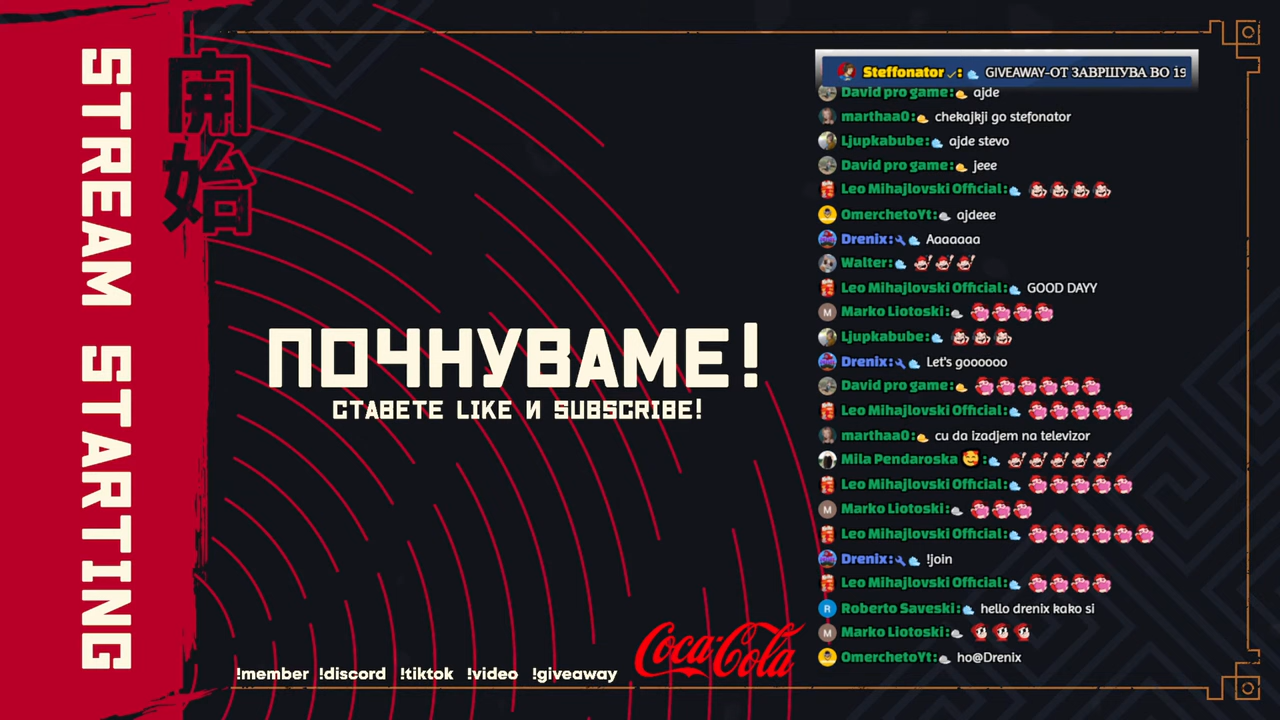 STREAM STARTING
開始
ПОЧНУВАМЕ!
СТАВЕТЕ LIKE И SUBSCRIBE!
!member !discord !tiktok !video !giveaway
Coca-Cola
Steffonator: GIVEAWAY-ОТ ЗАВРШУВА ВО 19
David pro game: ajde
marthaa0: chekajkji go stefonator
Ljupkabube: ajde stevo
David pro game: jeee
Leo Mihajlovski Official:
OmerchetoYt: ajdeee
Drenix: Aaaaaaa
Walter:
Leo Mihajlovski Official: GOOD DAYY
Marko Liotoski:
Ljupkabube:
Drenix: Let's goooooo
David pro game:
Leo Mihajlovski Official:
marthaa0: cu da izadjem na televizor
Mila Pendaroska 🥰:
Leo Mihajlovski Official:
Marko Liotoski:
Leo Mihajlovski Official:
Drenix: !join
Leo Mihajlovski Official:
R Roberto Saveski: hello drenix kako si
M Marko Liotoski:
OmerchetoYt: ho@Drenix